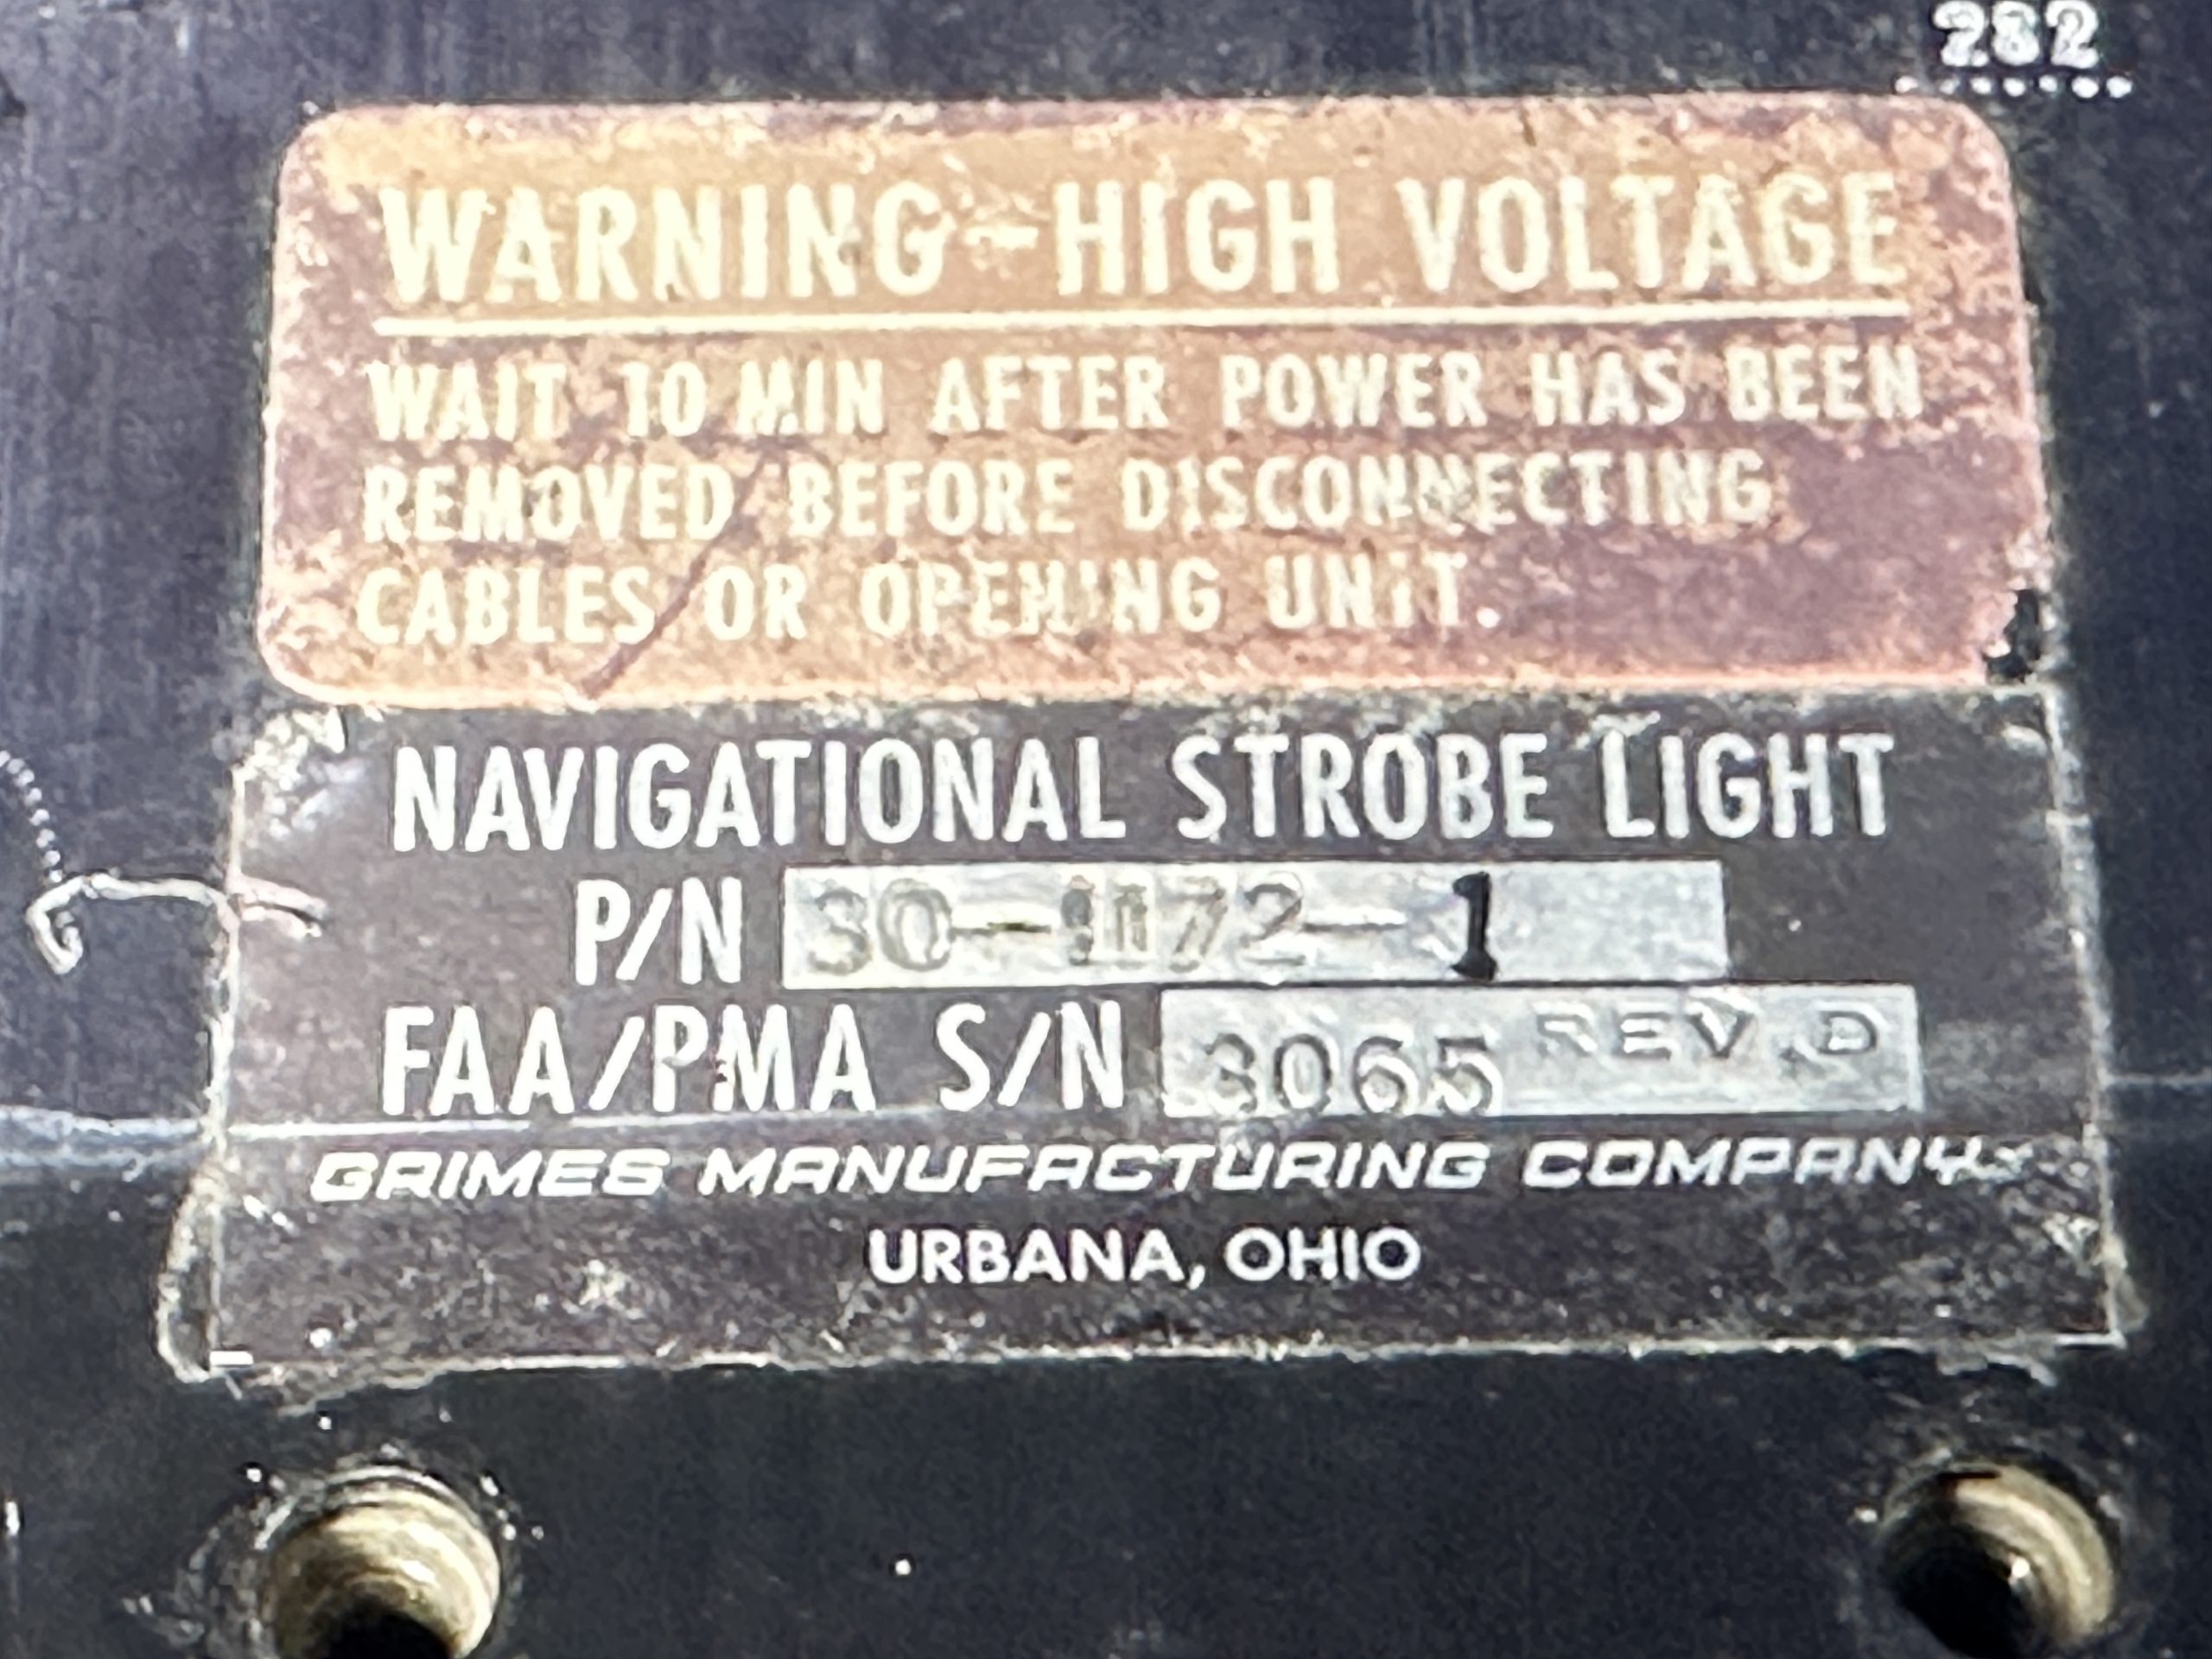 282
WARNING-HIGH VOLTAGE
WAIT 10 MIN AFTER POWER HAS BEEN
REMOVED BEFORE DISCONNECTING
CABLES OR OPENING UNIT.
NAVIGATIONAL STROBE LIGHT
P/N
FAA/PMA S/N 3065 REV. D
GRIMES MANUFACTURING COMPANY
URBANA, OHIO